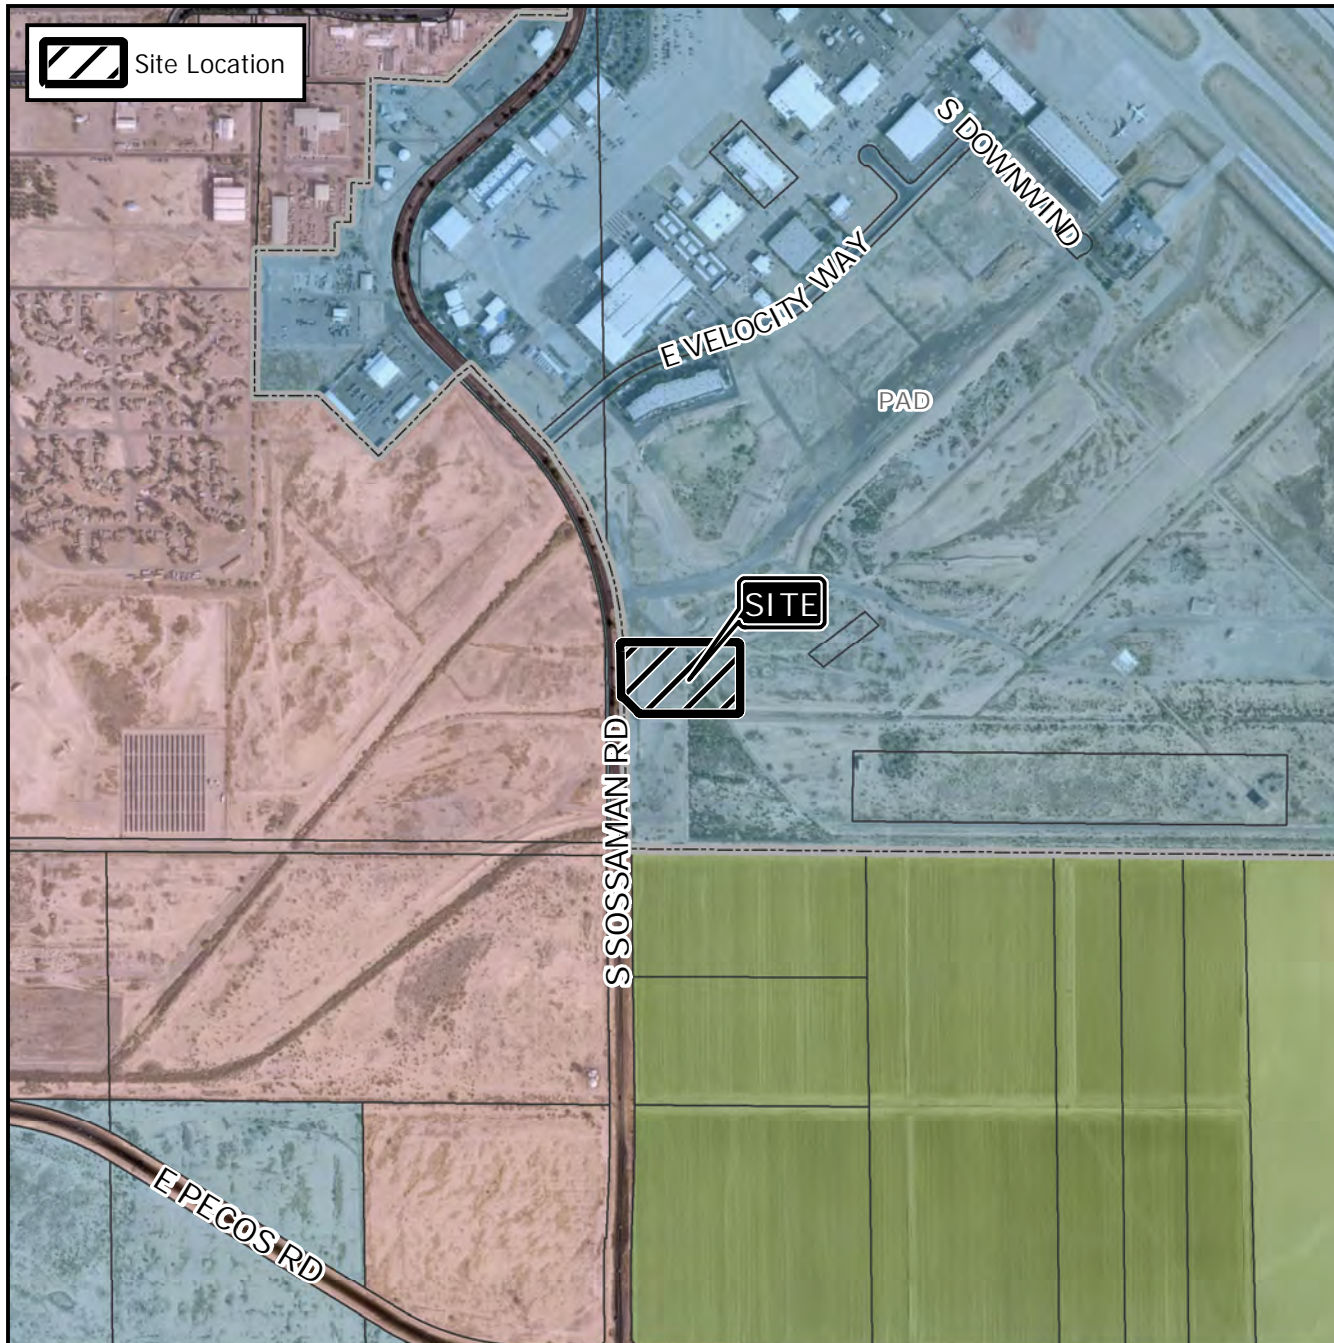 Site Location
S DOWNWIND
E VELOCITY WAY
PAD
SITE
S SOSSAMAN RD
E PECOS RD